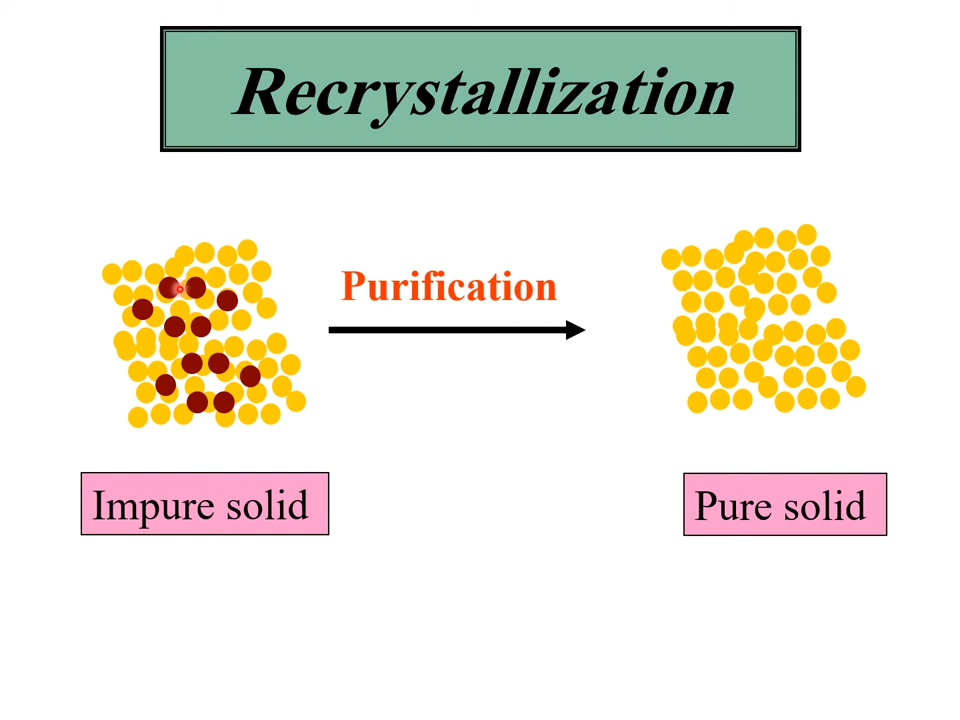 Recrystallization
Purification
Impure solid
Pure solid